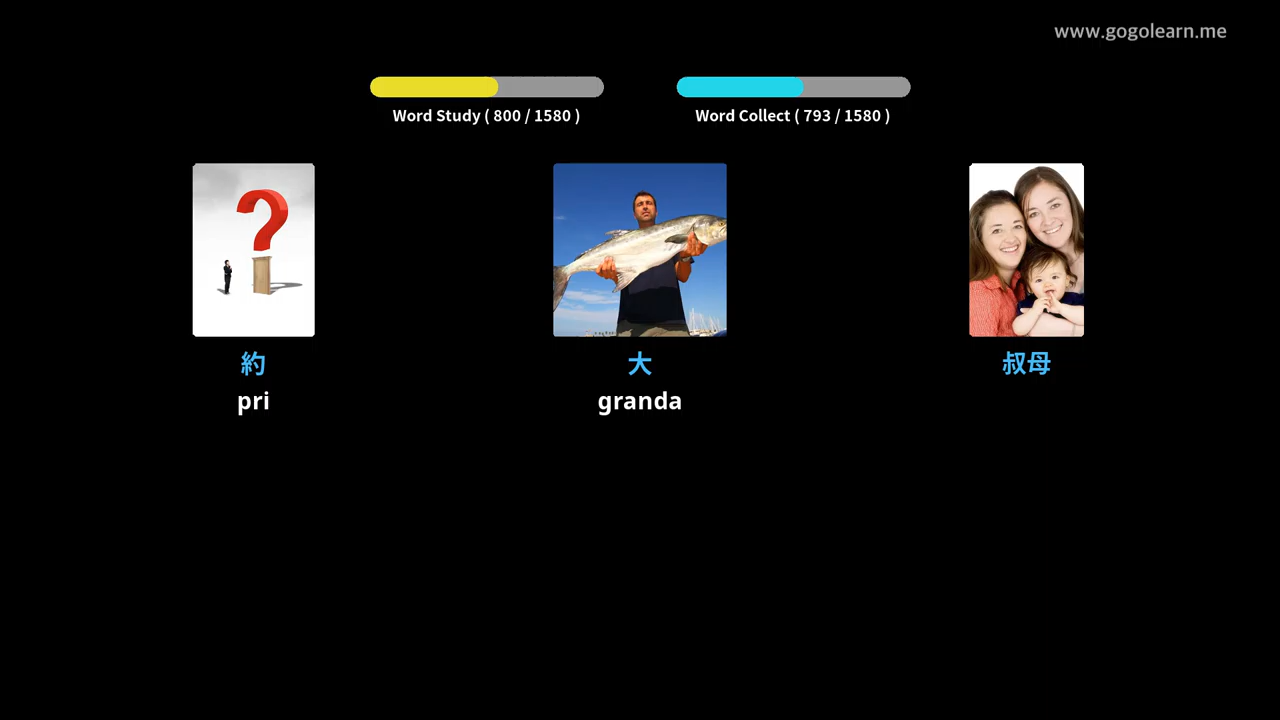 www.gogolearn.me
Word Study ( 800 / 1580 )
Word Collect ( 793 / 1580 )
約
大
叔母
pri
granda